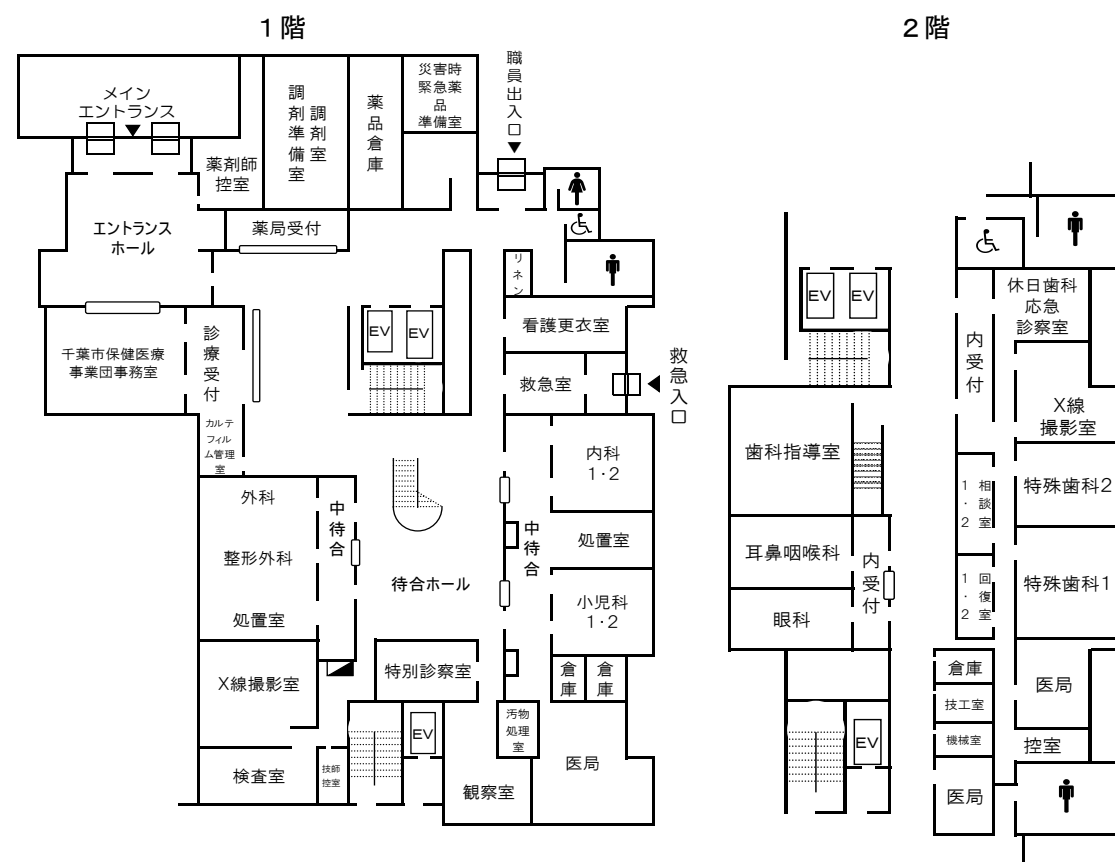 1階
2階
メイン
エントランス
薬剤師
控室
調剤準備室
調剤室
薬品倉庫
災害時
緊急薬
品
準備室
職員出入口
エントランス
ホール
薬局受付
リネン
看護更衣室
救急室
救急入口
千葉市保健医療
事業団事務室
診療受付
EV
EV
カルテ
フィル
ム管理
室
外科
整形外科
処置室
中待合
待合ホール
中待合
内科
1・2
処置室
小児科
1・2
倉庫
倉庫
特別診察室
X線撮影室
検査室
技師
控室
EV
汚物
処理
室
観察室
医局
EV
EV
歯科指導室
耳鼻咽喉科
眼科
内受付
EV
内受付
休日歯科
応急
診察室
X線
撮影室
相談室
1・2
特殊歯科2
回復室
1・2
特殊歯科1
倉庫
技工室
機械室
医局
医局
控室